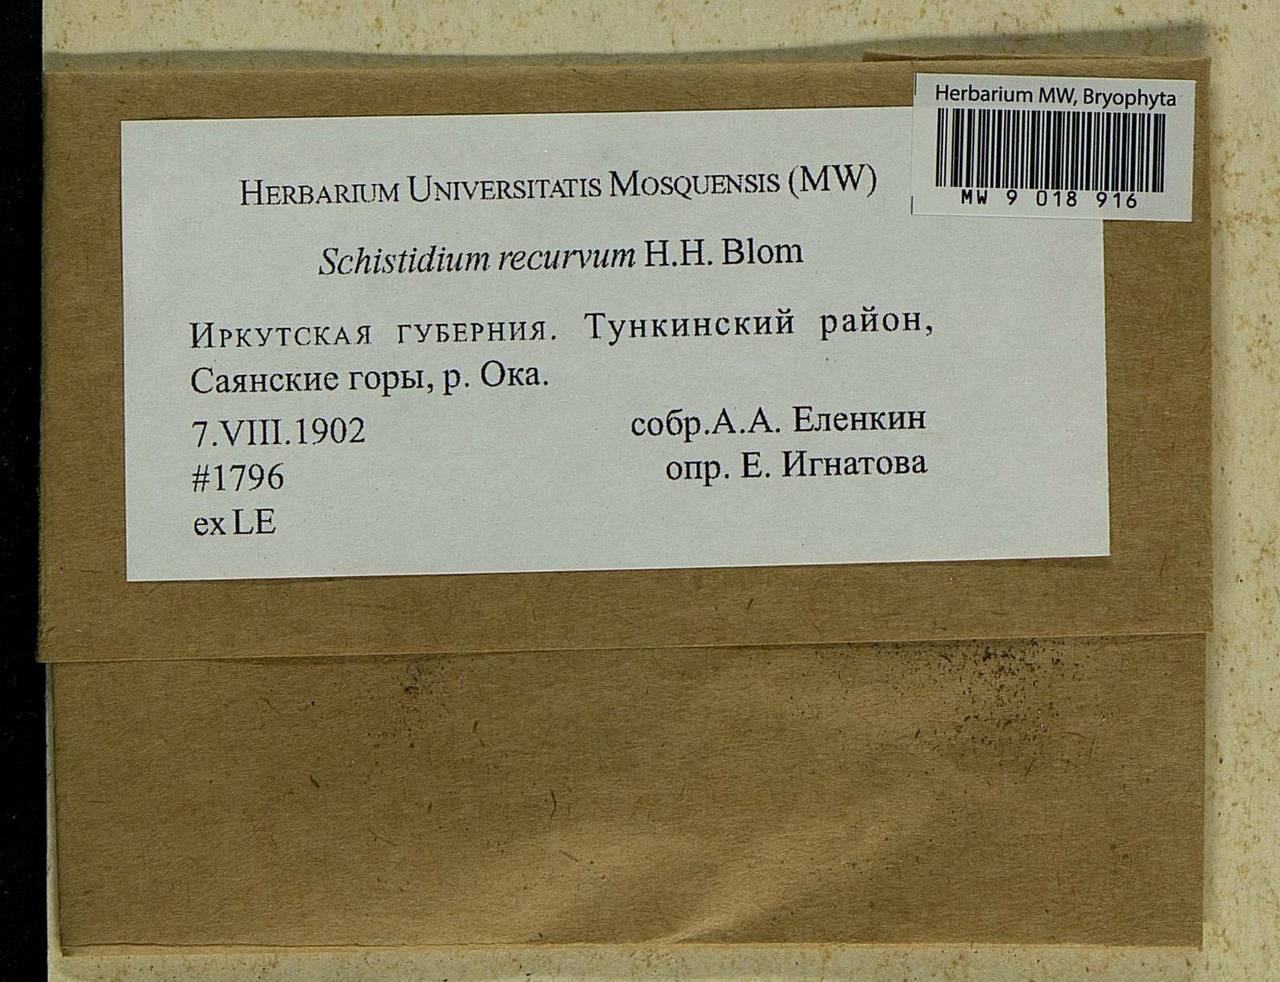 Herbarium MW, Bryophyta
MW 9 018 916
Herbarium Universitatis Mosquensis (MW)
Schistidium recurvum H.H. Blom
Иркутская губерния. Тункинский район,
Саянские горы, р. Ока.
7.VIII.1902 собр.А.А. Еленкин
#1796 опр. Е. Игнатова
ex LE